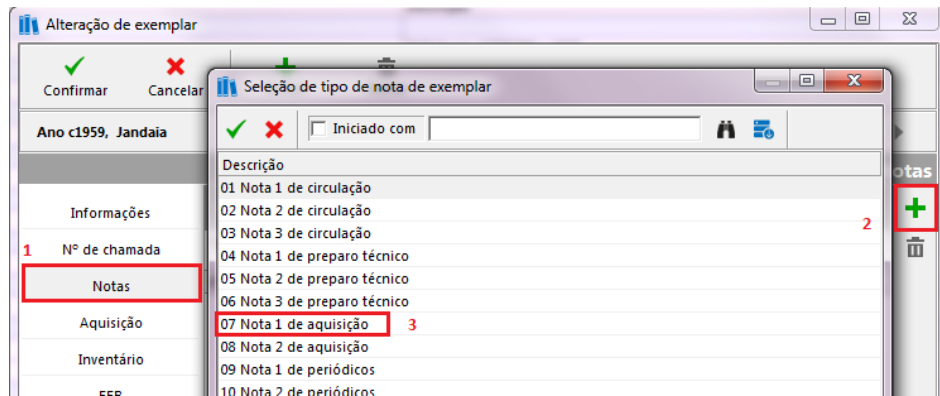 Alteração de exemplar
Confirmar Cancelar
Seleção de tipo de nota de exemplar
Ano c1959, Jandaia
Iniciado com
Descrição
otas
01 Nota 1 de circulação
02 Nota 2 de circulação
03 Nota 3 de circulação
04 Nota 1 de preparo técnico
05 Nota 2 de preparo técnico
06 Nota 3 de preparo técnico
07 Nota 1 de aquisição 3
08 Nota 2 de aquisição
09 Nota 1 de periódicos
10 Nota 2 de periódicos
2
Informações
1 Nº de chamada
Notas
Aquisição
Inventário